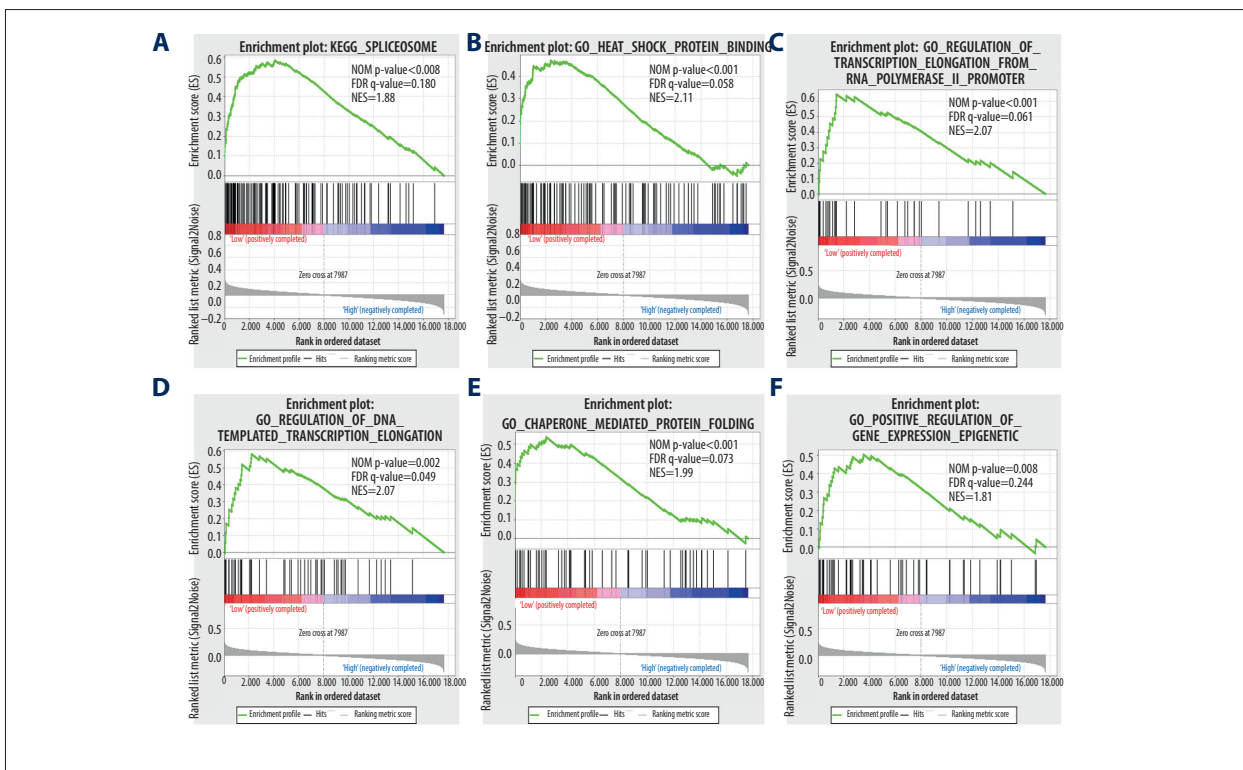 A
Enrichment plot: KEGG_SPLICEOSOME
NOM p-value<0.008
FDR q-value=0.180
NES=1.88
Enrichment score (ES)
0.6
0.5
0.4
0.3
0.2
0.1
0.0
'Low' (positively completed)
Ranked list metric (Signal2Noise)
0.8
0.6
0.4
0.2
0.0
−0.2
Zero cross at 7987
'High' (negatively completed)
0 2.000 4.000 6.000 8.000 10.000 12.000 14.000 16.000 18.000
Rank in ordered dataset
Enrichment profile Hits Ranking metric score
B
Enrichment plot: GO_HEAT_SHOCK_PROTEIN_BINDING
NOM p-value<0.001
FDR q-value=0.058
NES=2.11
Enrichment score (ES)
0.4
0.3
0.2
0.1
0.0
'Low' (positively completed)
Ranked list metric (Signal2Noise)
0.8
0.6
0.4
0.2
0.0
−0.2
Zero cross at 7987
'High' (negatively completed)
0 2.000 4.000 6.000 8.000 10.000 12.000 14.000 16.000 18.000
Rank in ordered dataset
Enrichment profile Hits Ranking metric score
C
Enrichment plot: GO_REGULATION_OF_
TRANSCRIPTION_ELONGATION_FROM_
RNA_POLYMERASE_II_PROMOTER
NOM p-value<0.001
FDR q-value=0.061
NES=2.07
Enrichment score (ES)
0.6
0.5
0.4
0.3
0.2
0.1
0.0
'Low' (positively completed)
Ranked list metric (Signal2Noise)
0.5
0.0
Zero cross at 7987
'High' (negatively completed)
0 2.000 4.000 6.000 8.000 10.000 12.000 14.000 16.000 18.000
Rank in ordered dataset
Enrichment profile Hits Ranking metric score
D
Enrichment plot:
GO_REGULATION_OF_DNA_
TEMPLATED_TRANSCRIPTION_ELONGATION
NOM p-value=0.002
FDR q-value=0.049
NES=2.07
Enrichment score (ES)
0.6
0.5
0.4
0.3
0.2
0.1
0.0
'Low' (positively completed)
Ranked list metric (Signal2Noise)
0.5
0.0
Zero cross at 7987
'High' (negatively completed)
0 2.000 4.000 6.000 8.000 10.000 12.000 14.000 16.000 18.000
Rank in ordered dataset
Enrichment profile Hits Ranking metric score
E
Enrichment plot:
GO_CHAPERONE_MEDIATED_PROTEIN_FOLDING
NOM p-value<0.001
FDR q-value=0.073
NES=1.99
Enrichment score (ES)
0.5
0.4
0.3
0.2
0.1
0.0
'Low' (positively completed)
Ranked list metric (Signal2Noise)
0.5
0.0
Zero cross at 7987
'High' (negatively completed)
0 2.000 4.000 6.000 8.000 10.000 12.000 14.000 16.000 18.000
Rank in ordered dataset
Enrichment profile Hits Ranking metric score
F
Enrichment plot:
GO_POSITIVE_REGULATION_OF_
GENE_EXPRESSION_EPIGENETIC
NOM p-value=0.008
FDR q-value=0.244
NES=1.81
Enrichment score (ES)
0.5
0.4
0.3
0.2
0.1
0.0
'Low' (positively completed)
Ranked list metric (Signal2Noise)
0.5
0.0
Zero cross at 7987
'High' (negatively completed)
0 2.000 4.000 6.000 8.000 10.000 12.000 14.000 16.000 18.000
Rank in ordered dataset
Enrichment profile Hits Ranking metric score